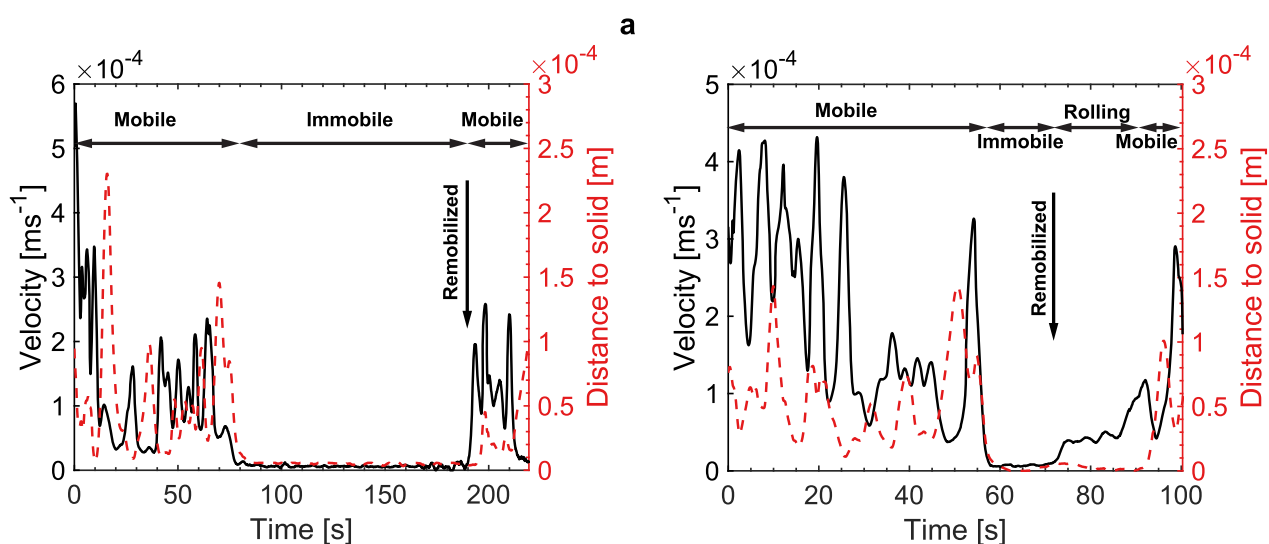 a
×10⁻⁴
×10⁻⁴
6
5
4
3
2
1
0
Velocity [ms⁻¹]
Mobile
Immobile
Mobile
Remobilized
3
2.5
2
1.5
1
0.5
0
Distance to solid [m]
0
50
100
150
200
Time [s]
×10⁻⁴
×10⁻⁴
5
4
3
2
1
0
Velocity [ms⁻¹]
Mobile
Rolling
Immobile
Mobile
Remobilized
3
2.5
2
1.5
1
0.5
0
Distance to solid [m]
0
20
40
60
80
100
Time [s]